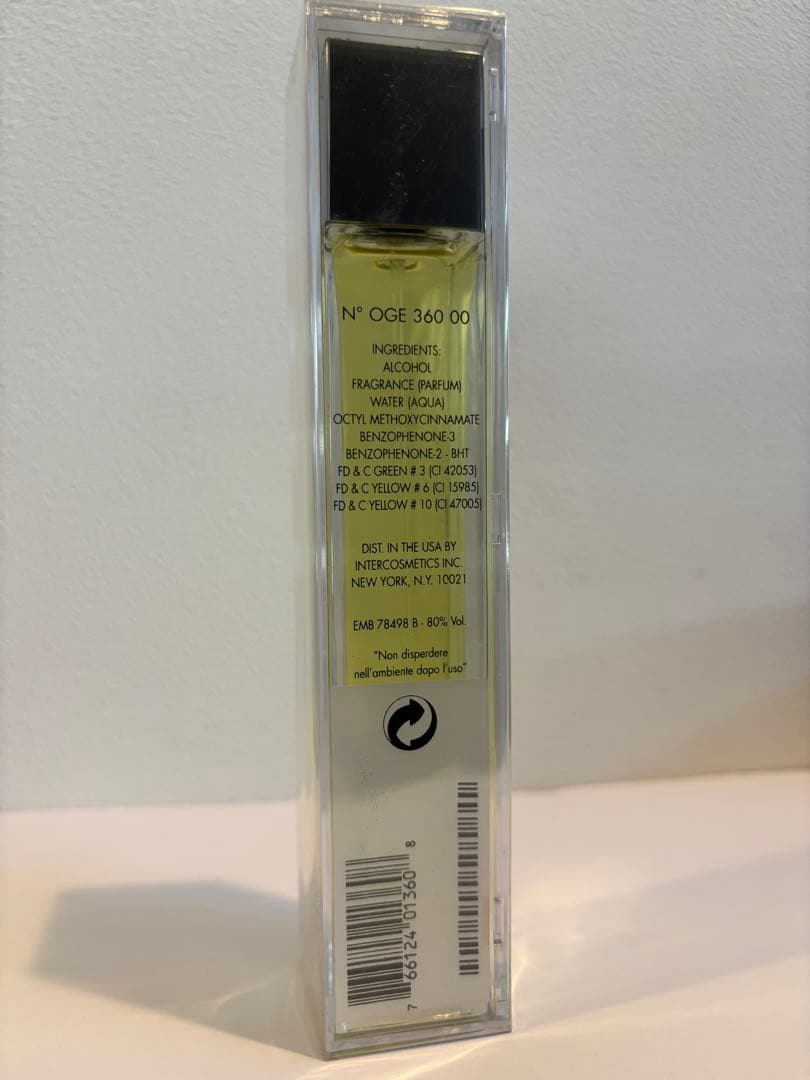 N° OGE 360 00
INGREDIENTS:
ALCOHOL
FRAGRANCE (PARFUM)
WATER (AQUA)
OCTYL METHOXYCINNAMATE
BENZOPHENONE-3
BENZOPHENONE-2 - BHT
FD & C GREEN # 3 (CI 42053)
FD & C YELLOW # 6 (CI 15985)
FD & C YELLOW # 10 (CI 47005)
DIST. IN THE USA BY
INTERCOSMETICS INC.
NEW YORK, N.Y. 10021
EMB 78498 B - 80% Vol.
"Non disperdere
nell'ambiente dopo l'uso"
7 66124 01360 8